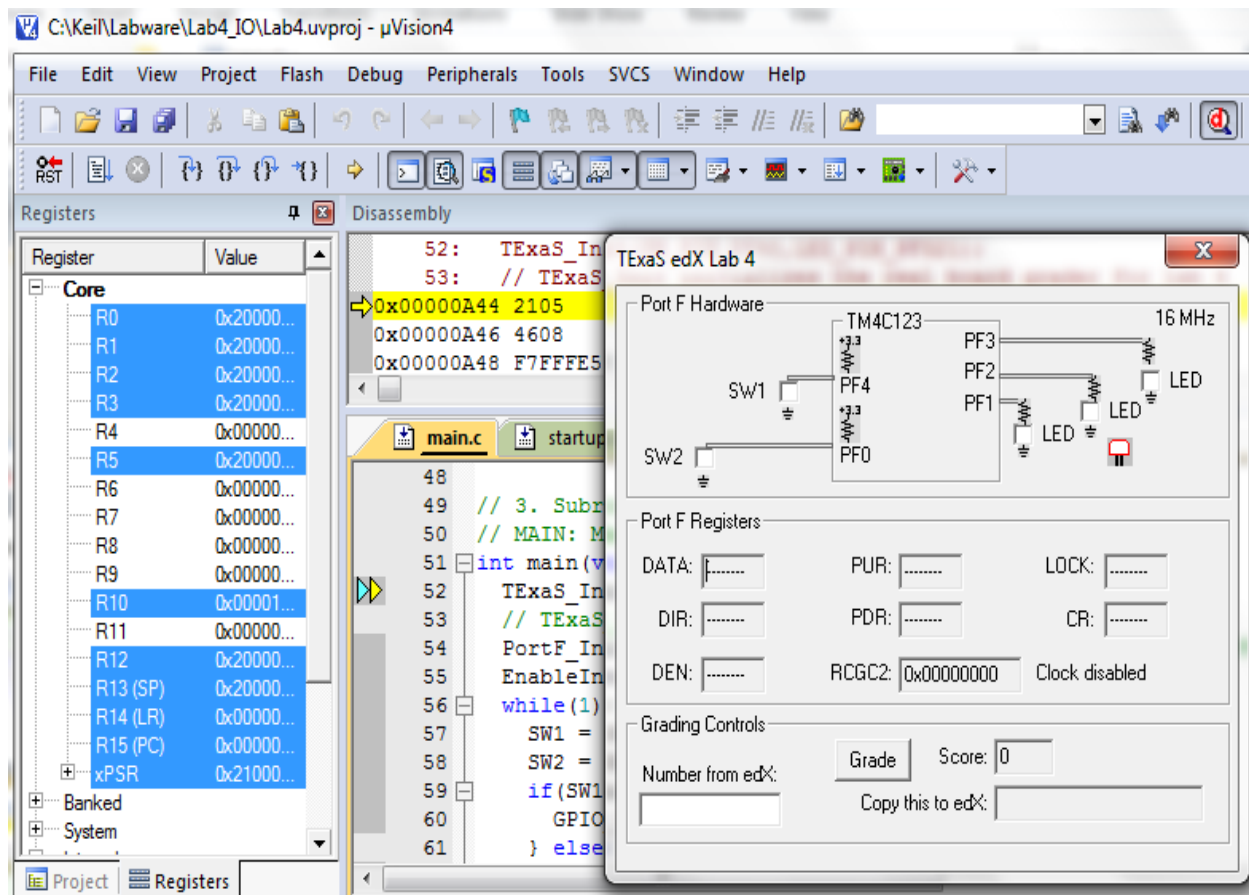 C:\Keil\Labware\Lab4_IO\Lab4.uvproj - µVision4
File Edit View Project Flash Debug Peripherals Tools SVCS Window Help
RST
Registers
Register Value
Core
R0 0x20000...
R1 0x20000...
R2 0x20000...
R3 0x20000...
R4 0x00000...
R5 0x20000...
R6 0x00000...
R7 0x00000...
R8 0x00000...
R9 0x00000...
R10 0x00001...
R11 0x00000...
R12 0x20000...
R13 (SP) 0x20000...
R14 (LR) 0x00000...
R15 (PC) 0x00000...
xPSR 0x21000...
Banked
System
Project Registers
Disassembly
52: TExaS_In
53: // TExaS
0x00000A44 2105
0x00000A46 4608
0x00000A48 F7FFFE5
main.c startup
48
49 // 3. Subr
50 // MAIN: M
51 int main(v
52 TExaS_In
53 // TExaS
54 PortF_In
55 EnableIn
56 while(1)
57 SW1 =
58 SW2 =
59 if(SW1
60 GPIO
61 } else
TExaS edX Lab 4
Port F Hardware
TM4C123 16 MHz
+3.3 PF3
SW1 PF4 PF2 LED
+3.3 PF1 LED
SW2 PF0 LED
Port F Registers
DATA: -------- PUR: -------- LOCK: --------
DIR: -------- PDR: -------- CR: --------
DEN: -------- RCGC2: 0x00000000 Clock disabled
Grading Controls
Number from edX: Grade Score: 0
Copy this to edX: